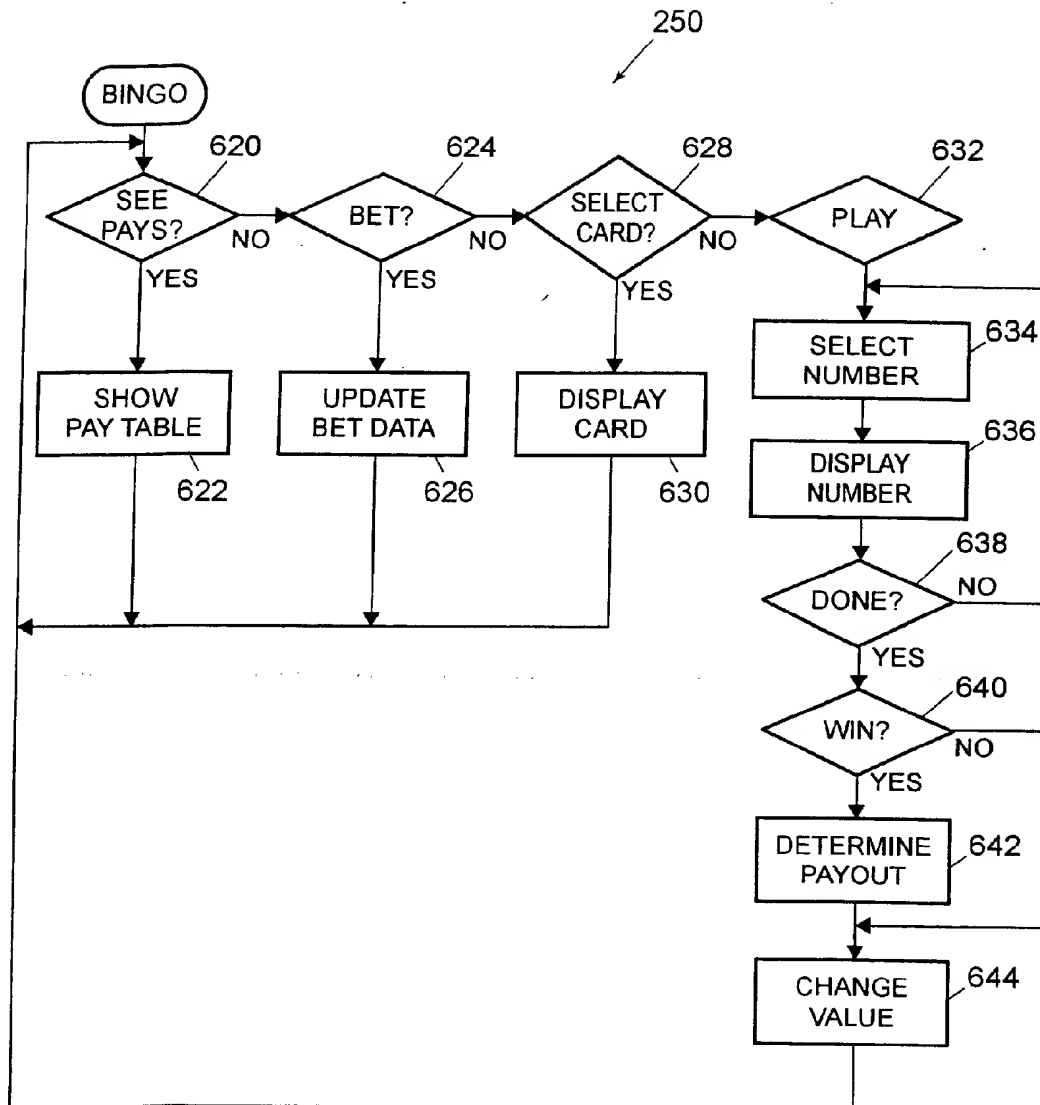 250
BINGO
620
624
628
632
SEE
PAYS?
NO
YES
BET?
NO
YES
SELECT
CARD?
NO
YES
PLAY
SHOW
PAY TABLE
622
UPDATE
BET DATA
626
DISPLAY
CARD
630
SELECT
NUMBER
634
DISPLAY
NUMBER
636
DONE?
638
NO
YES
WIN?
640
NO
YES
DETERMINE
PAYOUT
642
CHANGE
VALUE
644